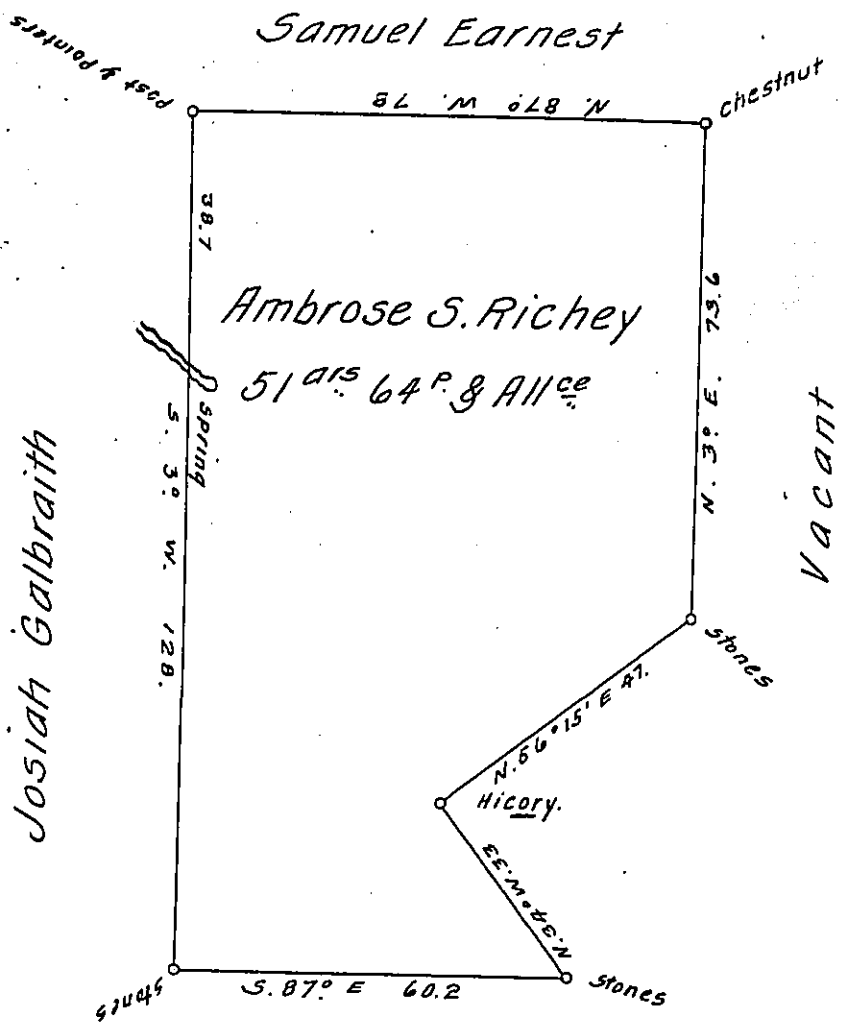 Samuel Earnest
Post & Pointers
N. 87° W. 78
Chestnut
38.7
Ambrose S. Richey
51 ars 64 P. & Allce
Spring
S. 3° W. 128.
N. 3° E. 73.6
Josiah Galbraith
Vacant
Stones
N. 56° 15' E 47.
Hicory.
N. 34° W. 33
Stones
S. 87° E 60.2
Stones